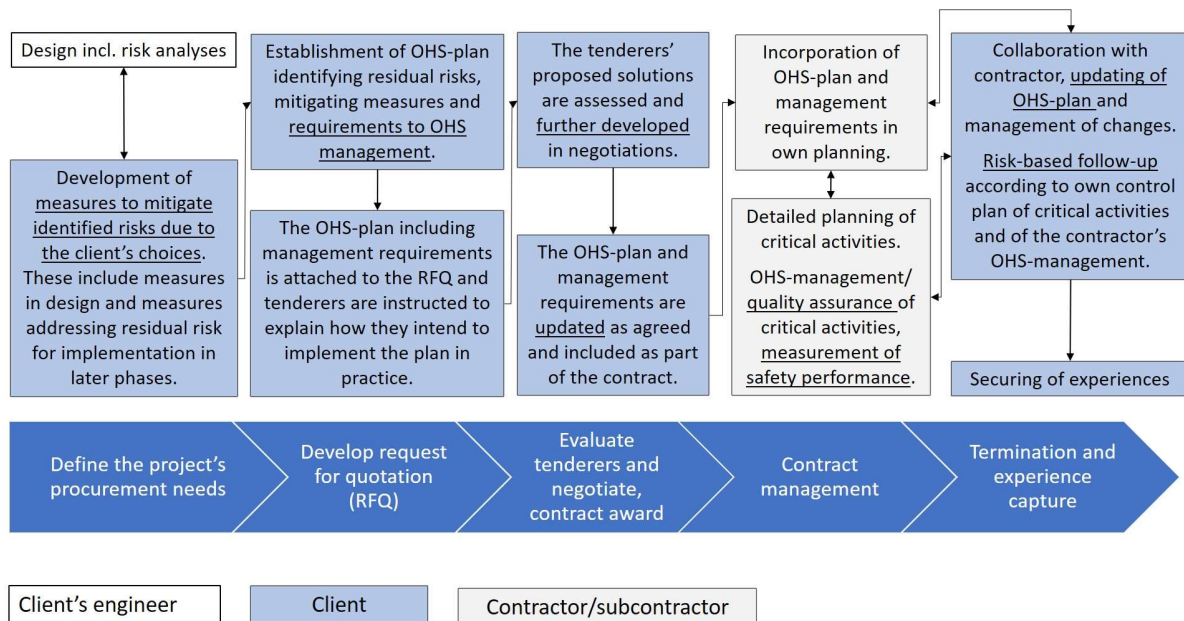 Design incl. risk analyses
Development of
measures to mitigate
identified risks due to
the client's choices.
These include measures
in design and measures
addressing residual risk
for implementation in
later phases.
Establishment of OHS-plan
identifying residual risks,
mitigating measures and
requirements to OHS
management.
The OHS-plan including
management requirements
is attached to the RFQ and
tenderers are instructed to
explain how they intend to
implement the plan in
practice.
The tenderers'
proposed solutions
are assessed and
further developed
in negotiations.
The OHS-plan and
management
requirements are
updated as agreed
and included as part
of the contract.
Incorporation of
OHS-plan and
management
requirements in
own planning.
Detailed planning of
critical activities.
OHS-management/
quality assurance of
critical activities,
measurement of
safety performance.
Collaboration with
contractor, updating of
OHS-plan and
management of changes.
Risk-based follow-up
according to own control
plan of critical activities
and of the contractor's
OHS-management.
Securing of experiences
Define the project's
procurement needs
Develop request
for quotation
(RFQ)
Evaluate
tenderers and
negotiate,
contract award
Contract
management
Termination and
experience
capture
Client's engineer
Client
Contractor/subcontractor